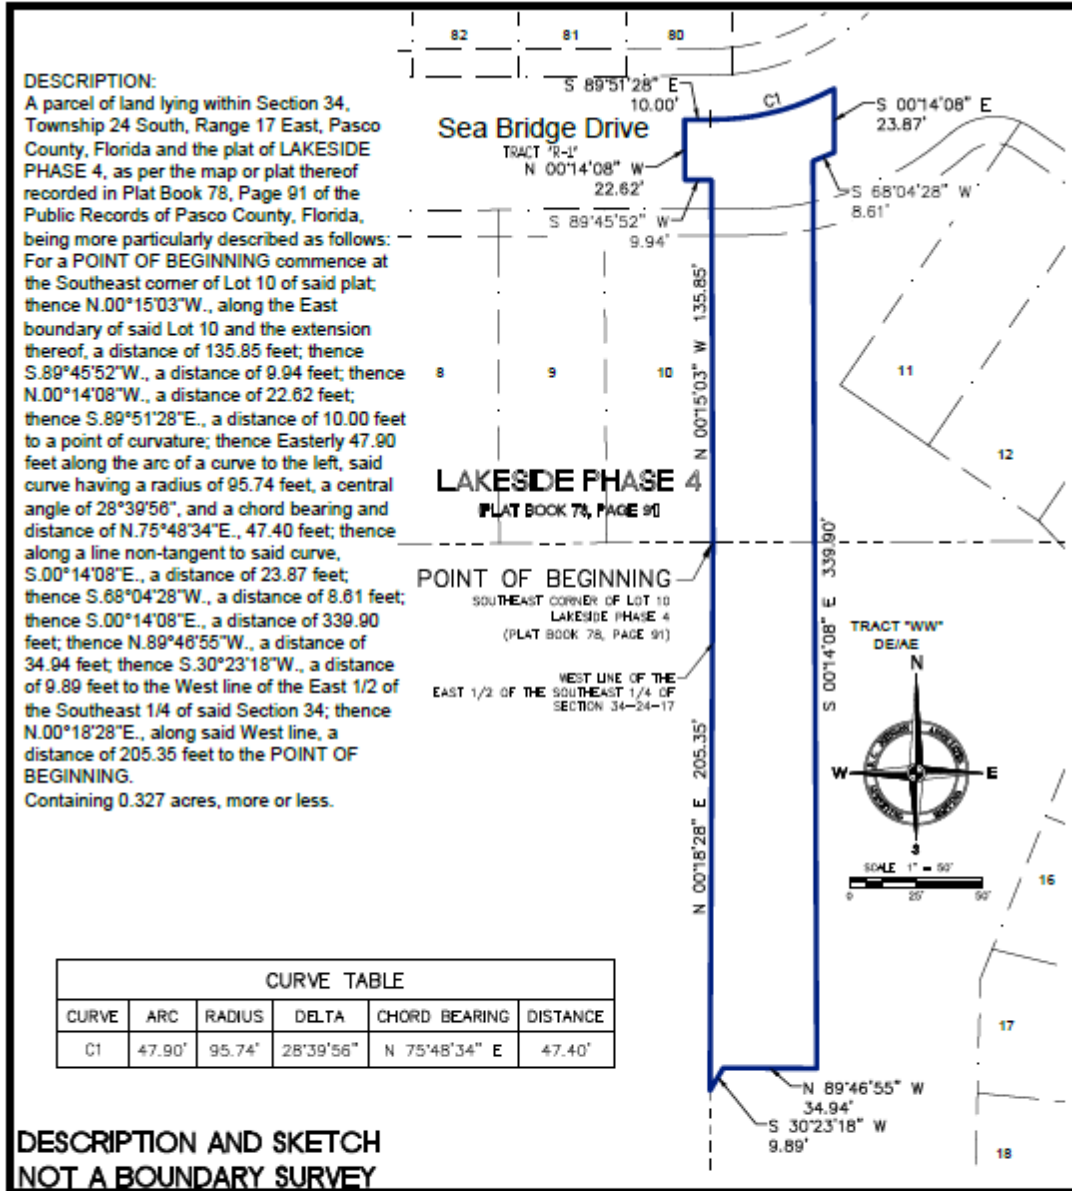 82
81
80
DESCRIPTION:
A parcel of land lying within Section 34,
Township 24 South, Range 17 East, Pasco
County, Florida and the plat of LAKESIDE
PHASE 4, as per the map or plat thereof
recorded in Plat Book 78, Page 91 of the
Public Records of Pasco County, Florida,
being more particularly described as follows:
For a POINT OF BEGINNING commence at
the Southeast corner of Lot 10 of said plat;
thence N.00°15'03"W., along the East
boundary of said Lot 10 and the extension
thereof, a distance of 135.85 feet; thence
S.89°45'52"W., a distance of 9.94 feet; thence
N.00°14'08"W., a distance of 22.62 feet;
thence S.89°51'28"E., a distance of 10.00 feet
to a point of curvature; thence Easterly 47.90
feet along the arc of a curve to the left, said
curve having a radius of 95.74 feet, a central
angle of 28°39'56", and a chord bearing and
distance of N.75°48'34"E., 47.40 feet; thence
along a line non-tangent to said curve,
S.00°14'08"E., a distance of 23.87 feet;
thence S.68°04'28"W., a distance of 8.61 feet;
thence S.00°14'08"E., a distance of 339.90
feet; thence N.89°46'55"W., a distance of
34.94 feet; thence S.30°23'18"W., a distance
of 9.89 feet to the West line of the East 1/2 of
the Southeast 1/4 of said Section 34; thence
N.00°18'28"E., along said West line, a
distance of 205.35 feet to the POINT OF
BEGINNING.
Containing 0.327 acres, more or less.
S 89°51'28" E
10.00'
C1
S 00°14'08" E
23.87'
Sea Bridge Drive
TRACT "R-1"
N 00°14'08" W
22.62'
S 68°04'28" W
8.61'
S 89°45'52" W
9.94'
N 00°15'03" W 135.85'
8
9
10
11
12
LAKESIDE PHASE 4
(PLAT BOOK 78, PAGE 91)
POINT OF BEGINNING
SOUTHEAST CORNER OF LOT 10
LAKESIDE PHASE 4
(PLAT BOOK 78, PAGE 91)
S 00°14'08" E 339.90'
TRACT "WW"
DE/AE
WEST LINE OF THE
EAST 1/2 OF THE SOUTHEAST 1/4 OF
SECTION 34-24-17
N 00°18'28" E 205.35'
N
W
E
S
SCALE 1" = 50'
0 25' 50'
16
17
18
N 89°46'55" W
34.94'
S 30°23'18" W
9.89'
CURVE TABLE
CURVE ARC RADIUS DELTA CHORD BEARING DISTANCE
C1 47.90' 95.74' 28°39'56" N 75°48'34" E 47.40'
DESCRIPTION AND SKETCH
NOT A BOUNDARY SURVEY